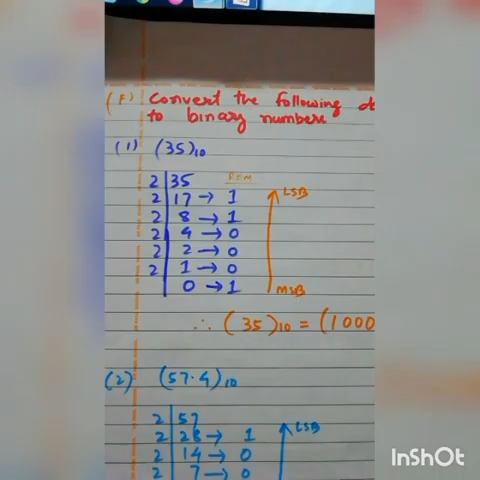 (F) Convert the following d
to binary numbers
(1) (35)10
2 35 REM
2 17 → 1 LSB
2 8 → 1
2 4 → 0
2 2 → 0
2 1 → 0
0 → 1 MSB
∴ (35)10 = (1000
(2) (57.4)10
2 57
2 28 → 1 LSB
2 14 → 0
2 7 → 0
InShOt